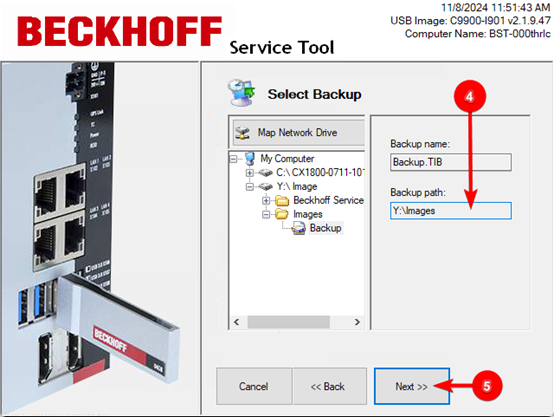 11/8/2024 11:51:43 AM
USB Image: C9900-I901 v2.1.9.47
Computer Name: BST-000thrlc
BECKHOFF Service Tool
Select Backup
4
Map Network Drive
My Computer
C:\ CX1800-0711-101
Y:\ Image
Beckhoff Service
Images
Backup
Backup name:
Backup.TIB
Backup path:
Y:\Images
BECKHOFF
Cancel
<< Back
Next >>
5